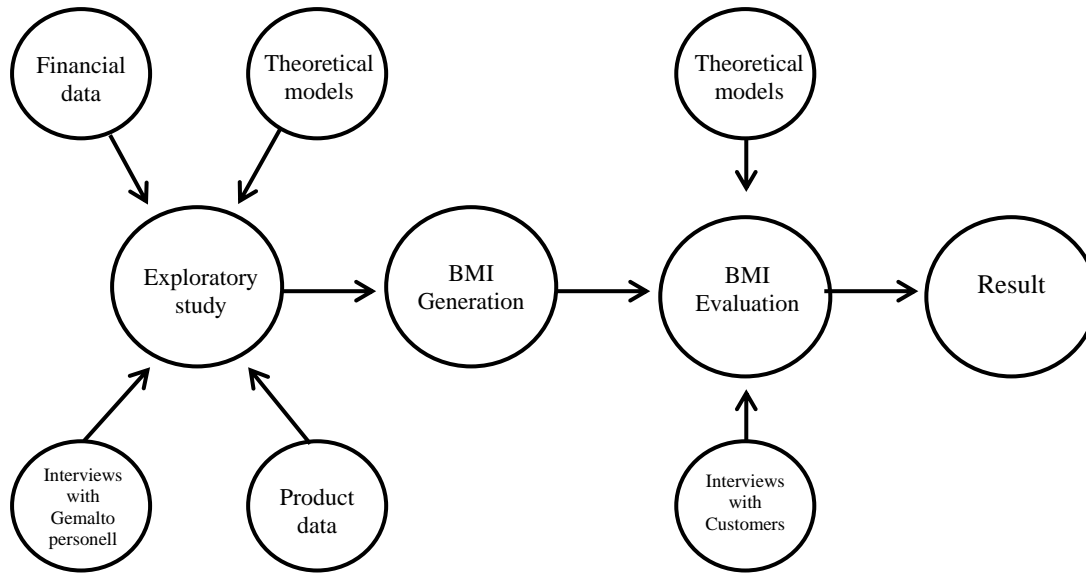 Financial
data
Theoretical
models
Theoretical
models
Exploratory
study
BMI
Generation
BMI
Evaluation
Result
Interviews
with
Gemalto
personell
Product
data
Interviews
with
Customers